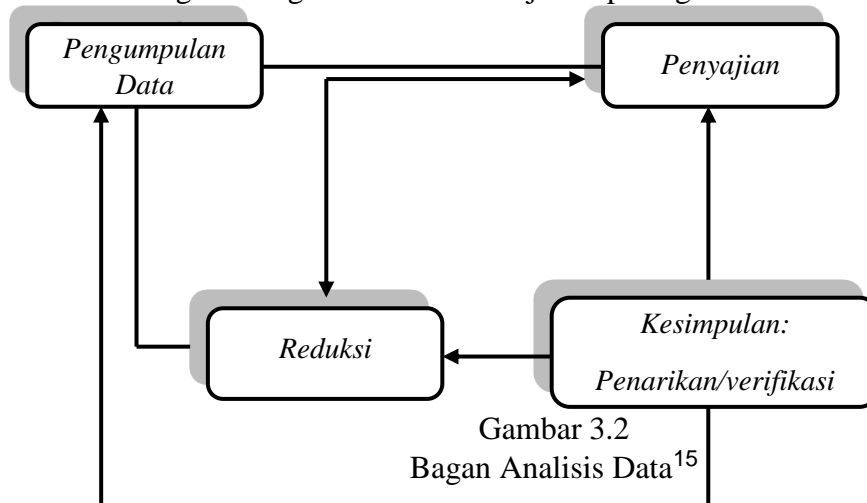 Pengumpulan
Data
Penyajian
Reduksi
Kesimpulan:
Penarikan/verifikasi
Gambar 3.2
Bagan Analisis Data¹⁵